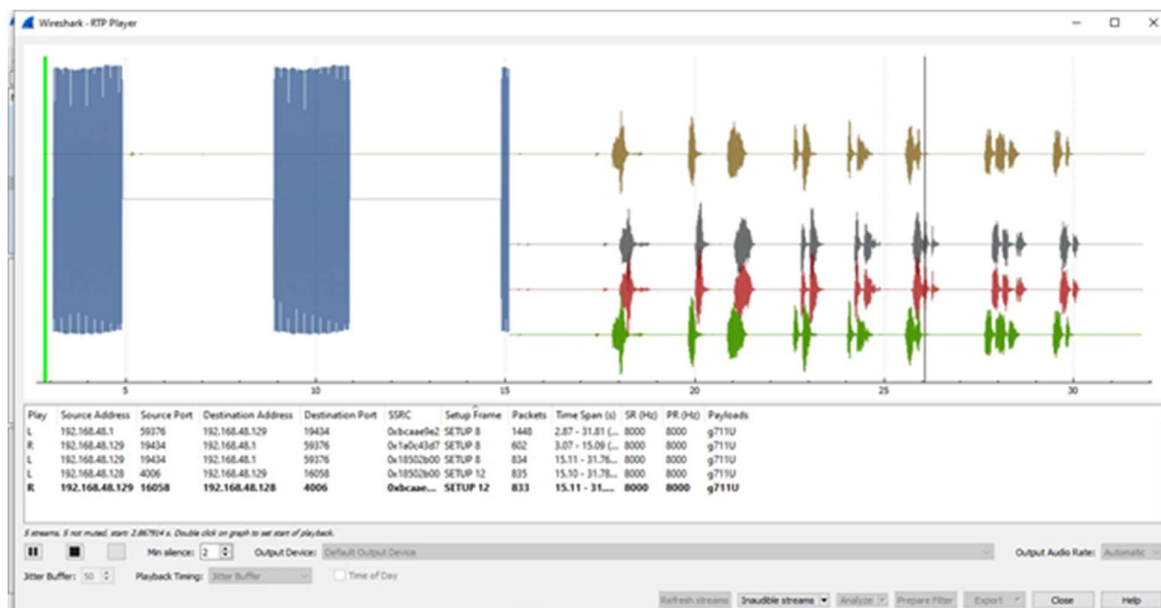 Wireshark - RTP Player
5 10 15 20 25 30
Play Source Address Source Port Destination Address Destination Port SSRC Setup Frame Packets Time Span (s) SR (Hz) PR (Hz) Payloads
L 192.168.48.1 59376 192.168.48.129 19434 0xbcaae9e2 SETUP 8 1448 2.87 - 31.81 (... 8000 8000 g711U
R 192.168.48.129 19434 192.168.48.1 59376 0x1a0c43d7 SETUP 8 602 3.07 - 15.09 (... 8000 8000 g711U
L 192.168.48.129 19434 192.168.48.1 59376 0x18502b00 SETUP 8 834 15.11 - 31.76... 8000 8000 g711U
L 192.168.48.128 4006 192.168.48.129 16058 0x18502b00 SETUP 12 835 15.10 - 31.78... 8000 8000 g711U
R 192.168.48.129 16058 192.168.48.128 4006 0xbcaae... SETUP 12 833 15.11 - 31.... 8000 8000 g711U
5 streams, 5 not muted, start: 2.867914 s. Double click on graph to set start of playback.
Min silence: 2 Output Device: Default Output Device Output Audio Rate: Automatic
Jitter Buffer: 50 Playback Timing: Jitter Buffer Time of Day
Refresh streams Inaudible streams Analyze Prepare Filter Export Close Help